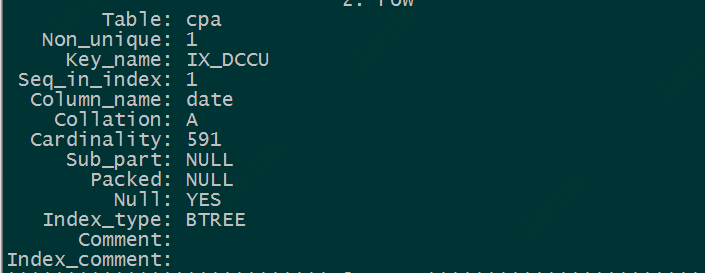 2. row
Table: cpa
Non_unique: 1
Key_name: IX_DCCU
Seq_in_index: 1
Column_name: date
Collation: A
Cardinality: 591
Sub_part: NULL
Packed: NULL
Null: YES
Index_type: BTREE
Comment:
Index_comment: